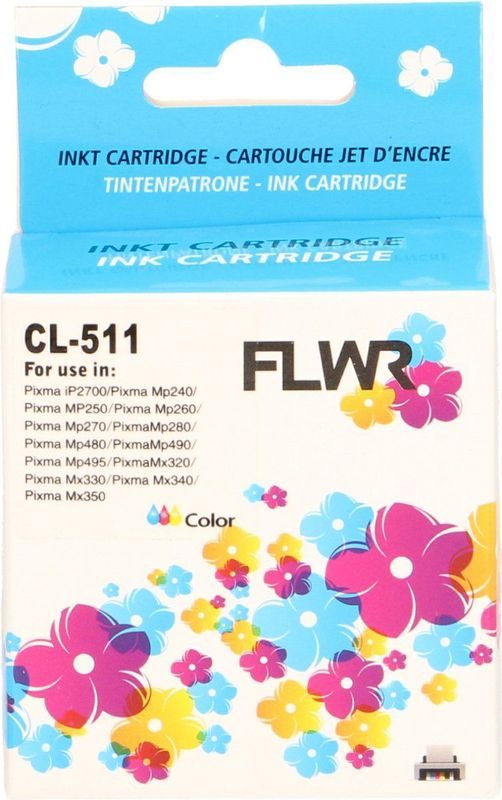 INKT CARTRIDGE - CARTOUCHE JET D'ENCRE
TINTENPATRONE - INK CARTRIDGE
INKT CARTRIDGE
INK CARTRIDGE
CL-511
For use in:
Pixma iP2700/Pixma Mp240/
Pixma MP250/Pixma Mp260/
Pixma Mp270/PixmaMp280/
Pixma Mp480/PixmaMp490/
Pixma Mp495/PixmaMx320/
Pixma Mx330/Pixma Mx340/
Pixma Mx350
Color
FLWR